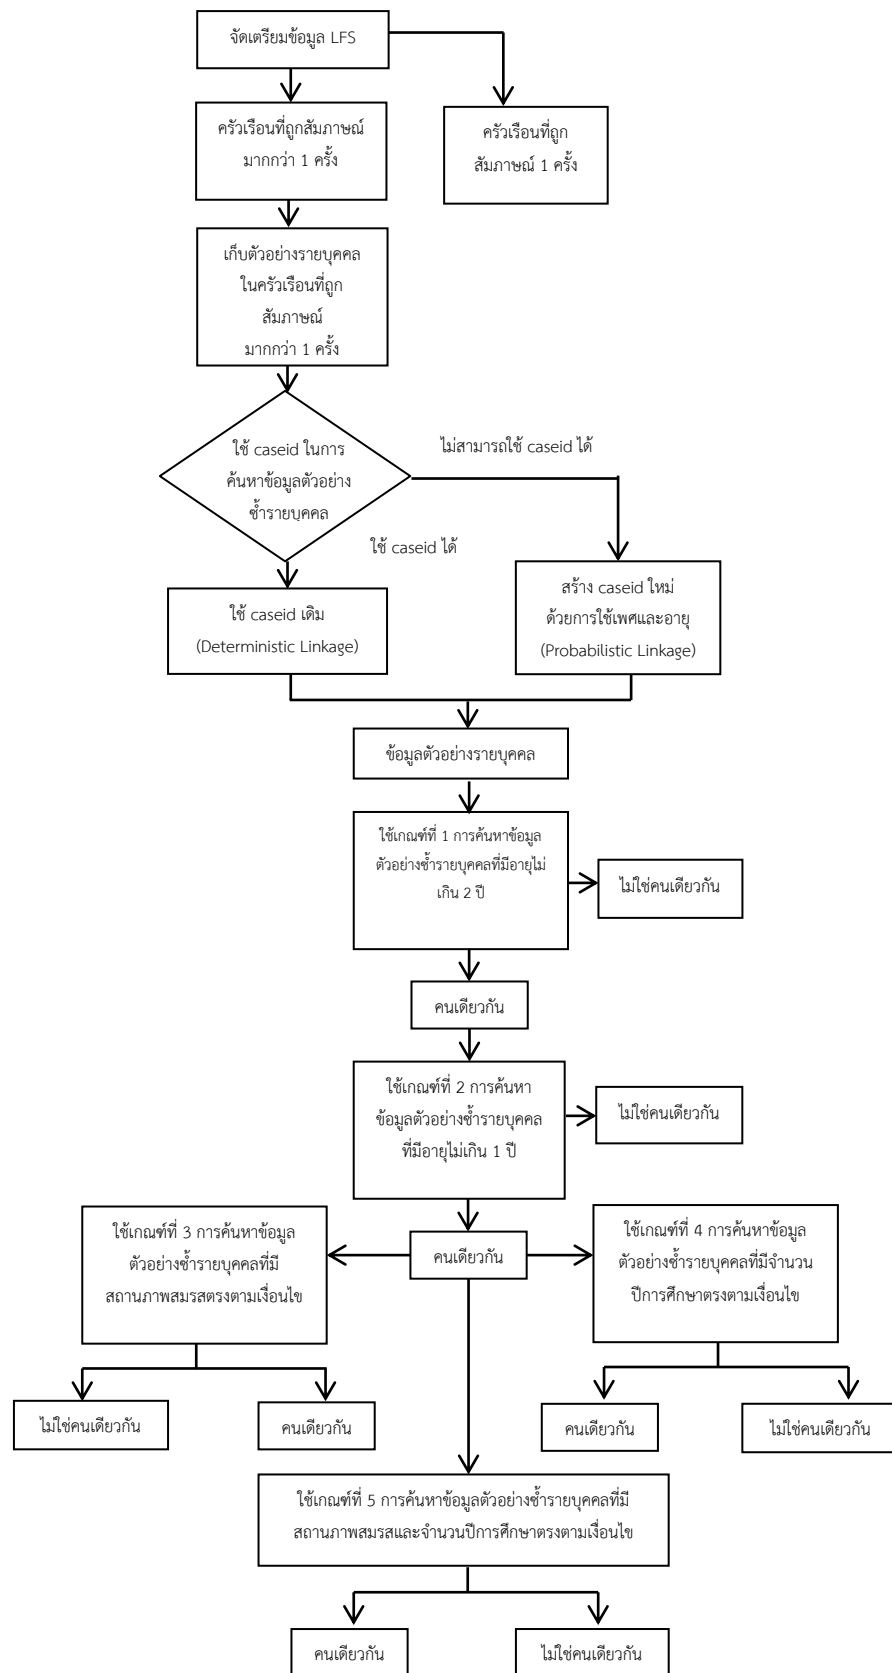 จัดเตรียมข้อมูล LFS
ครัวเรือนที่ถูกสัมภาษณ์
มากกว่า 1 ครั้ง
ครัวเรือนที่ถูก
สัมภาษณ์ 1 ครั้ง
เก็บตัวอย่างรายบุคคล
ในครัวเรือนที่ถูก
สัมภาษณ์
มากกว่า 1 ครั้ง
ใช้ caseid ในการ
ค้นหาข้อมูลตัวอย่าง
ซ้ำรายบุคคล
ไม่สามารถใช้ caseid ได้
ใช้ caseid ได้
ใช้ caseid เดิม
(Deterministic Linkage)
สร้าง caseid ใหม่
ด้วยการใช้เพศและอายุ
(Probabilistic Linkage)
ข้อมูลตัวอย่างรายบุคคล
ใช้เกณฑ์ที่ 1 การค้นหาข้อมูล
ตัวอย่างซ้ำรายบุคคลที่มีอายุไม่
เกิน 2 ปี
ไม่ใช่คนเดียวกัน
คนเดียวกัน
ใช้เกณฑ์ที่ 2 การค้นหา
ข้อมูลตัวอย่างซ้ำรายบุคคล
ที่มีอายุไม่เกิน 1 ปี
ไม่ใช่คนเดียวกัน
ใช้เกณฑ์ที่ 3 การค้นหาข้อมูล
ตัวอย่างซ้ำรายบุคคลที่มี
สถานภาพสมรสตรงตามเงื่อนไข
คนเดียวกัน
ใช้เกณฑ์ที่ 4 การค้นหาข้อมูล
ตัวอย่างซ้ำรายบุคคลที่มีจำนวน
ปีการศึกษาตรงตามเงื่อนไข
ไม่ใช่คนเดียวกัน
คนเดียวกัน
คนเดียวกัน
ไม่ใช่คนเดียวกัน
ใช้เกณฑ์ที่ 5 การค้นหาข้อมูลตัวอย่างซ้ำรายบุคคลที่มี
สถานภาพสมรสและจำนวนปีการศึกษาตรงตามเงื่อนไข
คนเดียวกัน
ไม่ใช่คนเดียวกัน